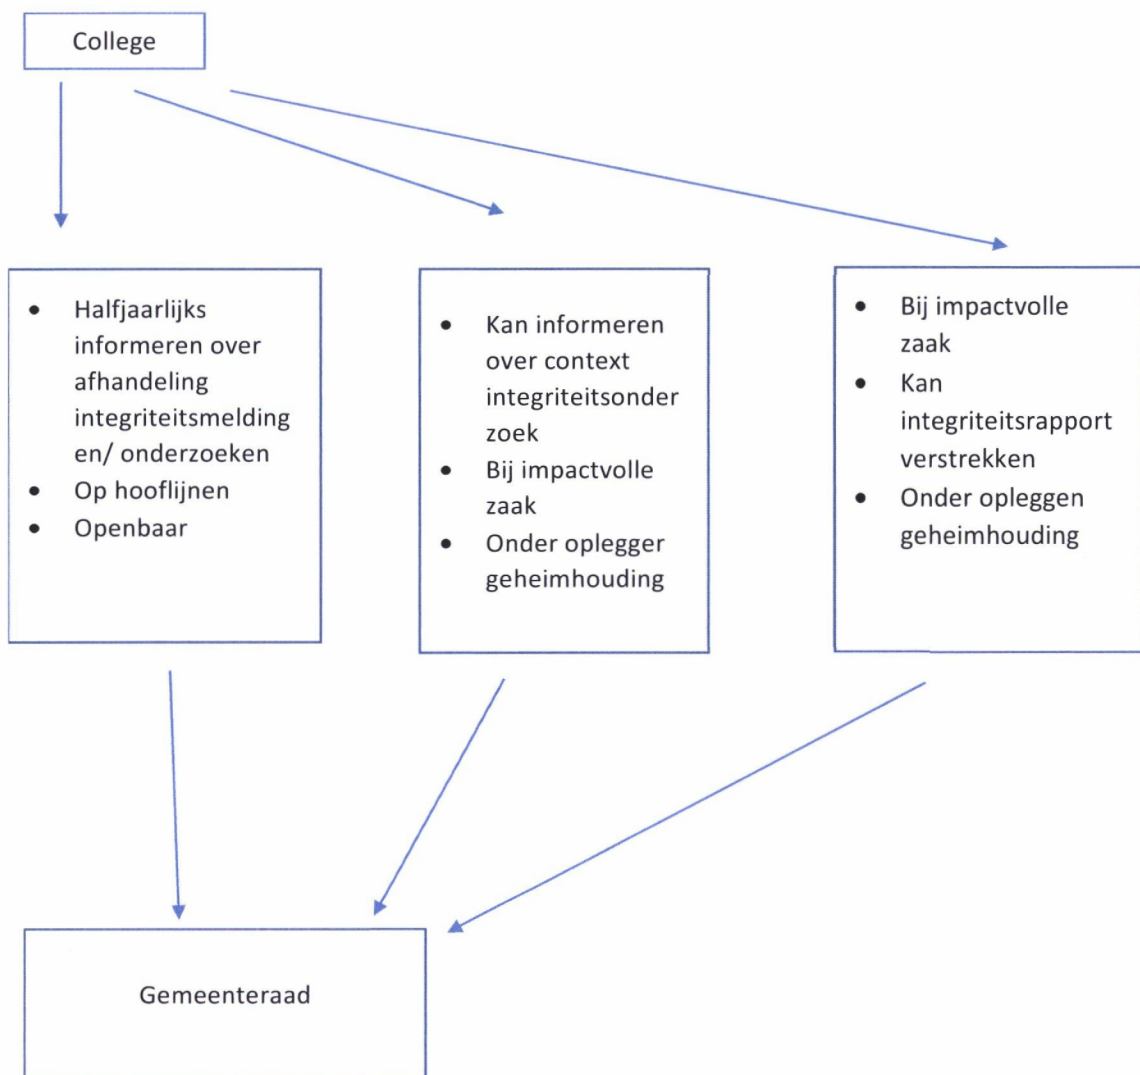 College
• Halfjaarlijks
informeren over
afhandeling
integriteitsmelding
en/ onderzoeken
• Op hooflijnen
• Openbaar
• Kan informeren
over context
integriteitsonder
zoek
• Bij impactvolle
zaak
• Onder oplegger
geheimhouding
• Bij impactvolle
zaak
• Kan
integriteitsrapport
verstrekken
• Onder opleggen
geheimhouding
Gemeenteraad